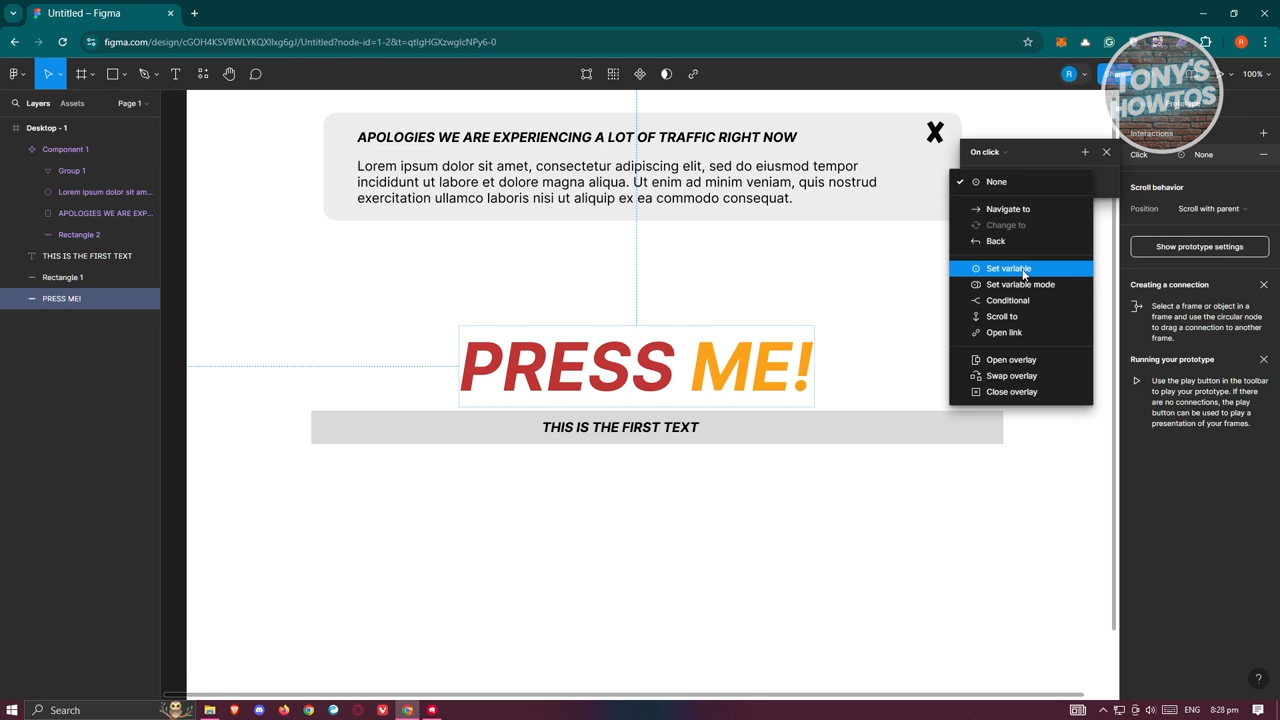 Untitled – Figma
figma.com/design/cGOH4KSVBWLYKQXIlxg6gJ/Untitled?node-id=1-2&t=qtlgHGXzwglcNPy6-0
R
Share
100%
TONY'S
HOWTOS
Layers
Assets
Page 1
Prototype
Desktop - 1
Component 1
Group 1
Lorem ipsum dolor sit am...
APOLOGIES WE ARE EXP...
Rectangle 2
THIS IS THE FIRST TEXT
Rectangle 1
PRESS ME!
APOLOGIES WE ARE EXPERIENCING A LOT OF TRAFFIC RIGHT NOW
X
Lorem ipsum dolor sit amet, consectetur adipiscing elit, sed do eiusmod tempor
incididunt ut labore et dolore magna aliqua. Ut enim ad minim veniam, quis nostrud
exercitation ullamco laboris nisi ut aliquip ex ea commodo consequat.
PRESS ME!
THIS IS THE FIRST TEXT
On click
None
Navigate to
Change to
Back
Set variable
Set variable mode
Conditional
Scroll to
Open link
Open overlay
Swap overlay
Close overlay
Interactions
Click
None
Scroll behavior
Position
Scroll with parent
Show prototype settings
Creating a connection
Select a frame or object in a
frame and use the circular node
to drag a connection to another
frame.
Running your prototype
Use the play button in the toolbar
to play your prototype. If there
are no connections, the play
button can be used to play a
presentation of your frames.
?
Search
ENG
8:28 pm